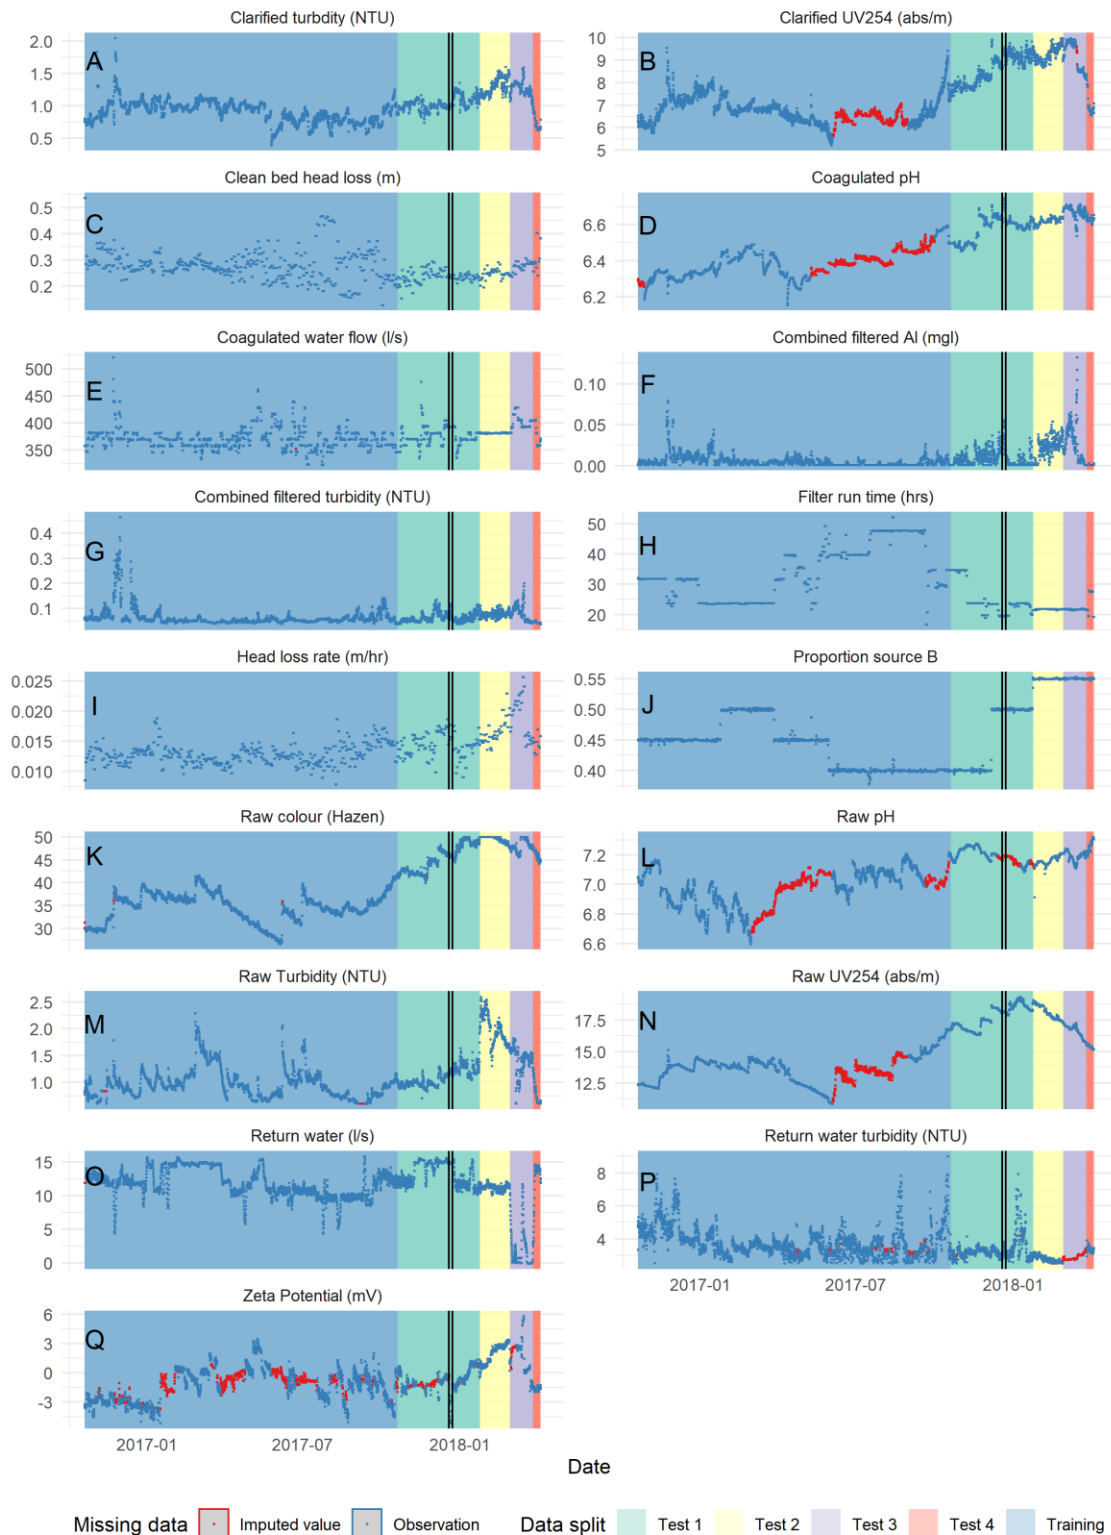 Clarified turbdity (NTU)
2.0
1.5
1.0
0.5
A
Clarified UV254 (abs/m)
10
9
8
7
6
5
B
Clean bed head loss (m)
0.5
0.4
0.3
0.2
C
Coagulated pH
6.6
6.4
6.2
D
Coagulated water flow (l/s)
500
450
400
350
E
Combined filtered Al (mgl)
0.10
0.05
0.00
F
Combined filtered turbidity (NTU)
0.4
0.3
0.2
0.1
G
Filter run time (hrs)
50
40
30
20
H
Head loss rate (m/hr)
0.025
0.020
0.015
0.010
I
Proportion source B
0.55
0.50
0.45
0.40
J
Raw colour (Hazen)
50
45
40
35
30
K
Raw pH
7.2
7.0
6.8
6.6
L
Raw Turbidity (NTU)
2.5
2.0
1.5
1.0
M
Raw UV254 (abs/m)
17.5
15.0
12.5
N
Return water (l/s)
15
10
5
0
O
Return water turbidity (NTU)
8
6
4
P
2017-01 2017-07 2018-01
Zeta Potential (mV)
6
3
0
-3
Q
2017-01 2017-07 2018-01
Date
Missing data Imputed value Observation Data split Test 1 Test 2 Test 3 Test 4 Training